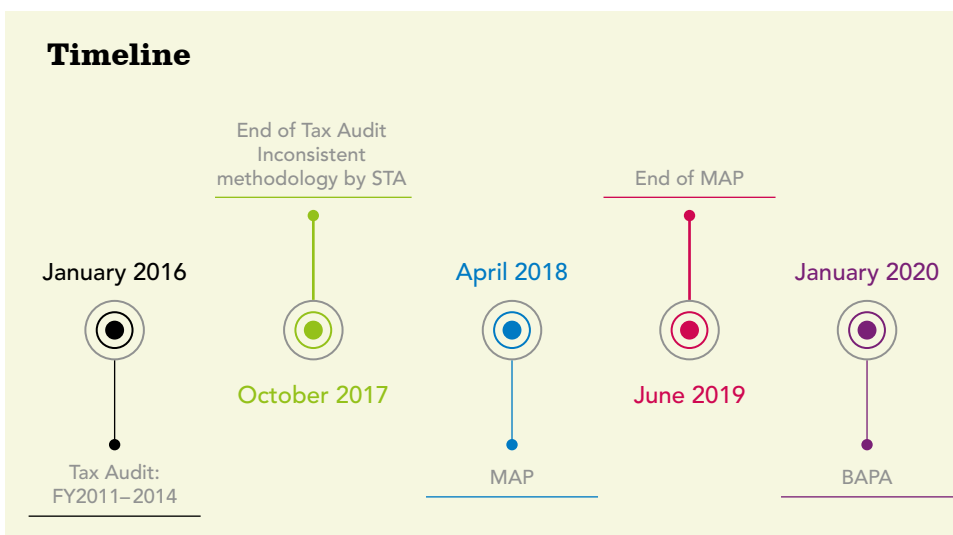 Timeline
January 2016
Tax Audit:
FY2011–2014
End of Tax Audit
Inconsistent
methodology by STA
October 2017
April 2018
MAP
End of MAP
June 2019
January 2020
BAPA